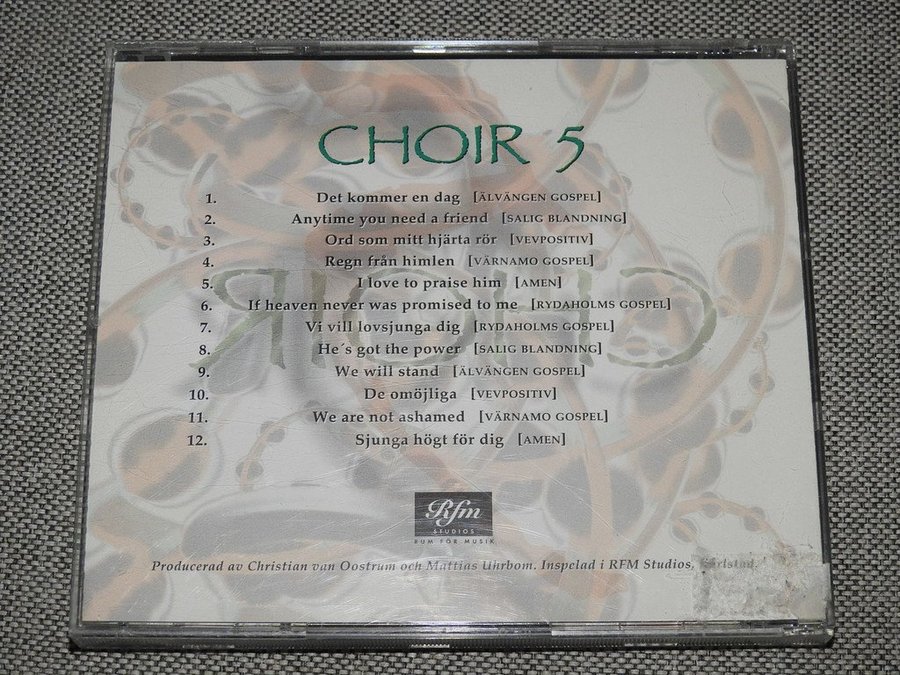 CHOIR 5
1. Det kommer en dag [ÄLVÄNGEN GOSPEL]
2. Anytime you need a friend [SALIG BLANDNING]
3. Ord som mitt hjärta rör [VEVPOSITIV]
4. Regn från himlen [VÄRNAMO GOSPEL]
5. I love to praise him [AMEN]
6. If heaven never was promised to me [RYDAHOLMS GOSPEL]
7. Vi vill lovsjunga dig [RYDAHOLMS GOSPEL]
8. He´s got the power [SALIG BLANDNING]
9. We will stand [ÄLVÄNGEN GOSPEL]
10. De omöjliga [VEVPOSITIV]
11. We are not ashamed [VÄRNAMO GOSPEL]
12. Sjunga högt för dig [AMEN]
CHOIR
Rfm
STUDIOS
RUM FÖR MUSIK
Producerad av Christian van Oostrum och Mattias Uhrbom. Inspelad i RFM Studios, Karlstad.